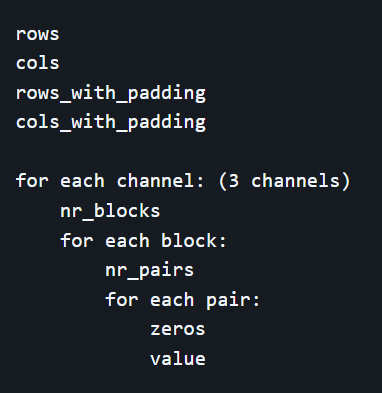 rows
cols
rows_with_padding
cols_with_padding

for each channel: (3 channels)
    nr_blocks
    for each block:
        nr_pairs
        for each pair:
            zeros
            value